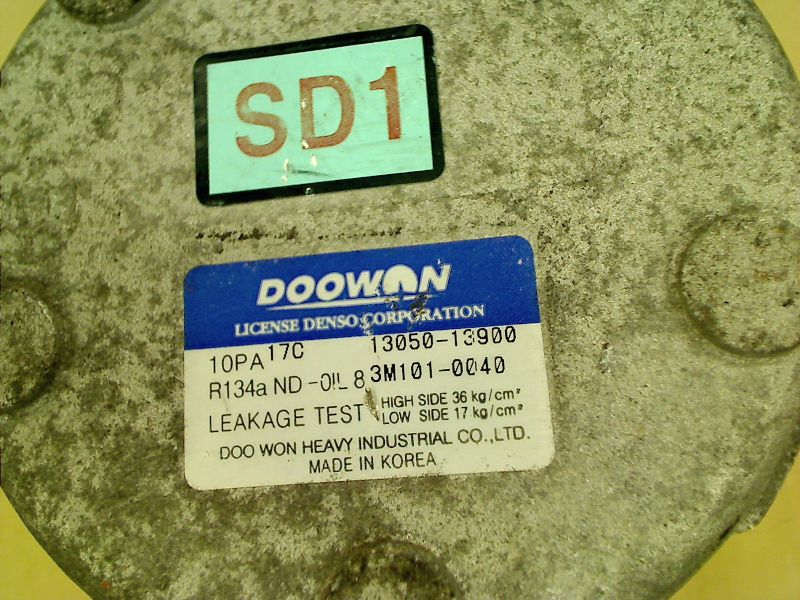 SD1
DOOWON
LICENSE DENSO CORPORATION
10PA17C 13050-13900
R134a ND-OIL 8 3M101-0040
LEAKAGE TEST HIGH SIDE 36 kg/cm²
LOW SIDE 17 kg/cm²
DOO WON HEAVY INDUSTRIAL CO.,LTD.
MADE IN KOREA